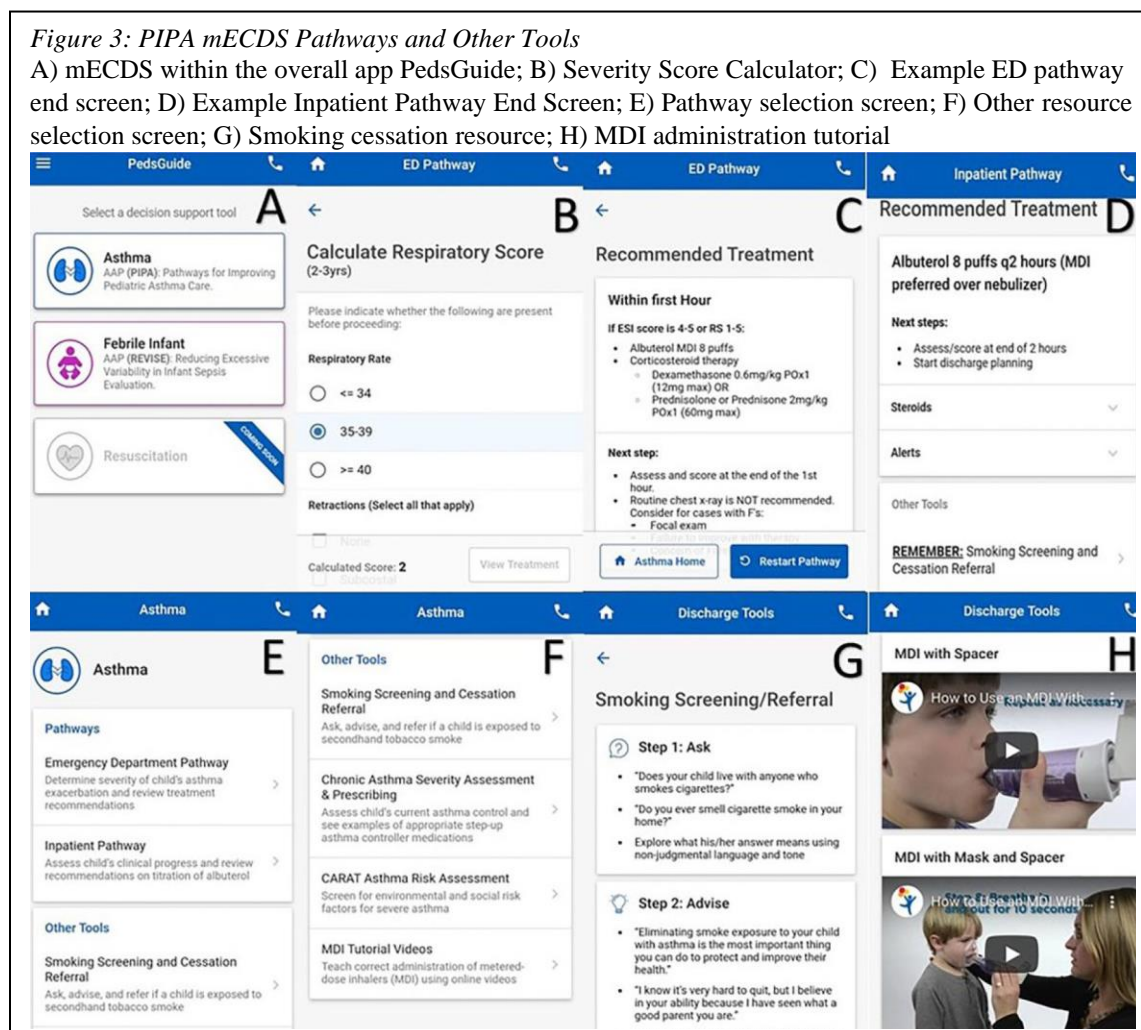 Figure 3: PIPA mECDS Pathways and Other Tools
A) mECDS within the overall app PedsGuide; B) Severity Score Calculator; C) Example ED pathway
end screen; D) Example Inpatient Pathway End Screen; E) Pathway selection screen; F) Other resource
selection screen; G) Smoking cessation resource; H) MDI administration tutorial
PedsGuide
A
Select a decision support tool
Asthma
AAP (PIPA): Pathways for Improving
Pediatric Asthma Care.
Febrile Infant
AAP (REVISE): Reducing Excessive
Variability in Infant Sepsis
Evaluation.
Resuscitation
COMING SOON
ED Pathway
B
Calculate Respiratory Score
(2-3yrs)
Please indicate whether the following are present
before proceeding:
Respiratory Rate
<= 34
35-39
>= 40
Retractions (Select all that apply)
None
Calculated Score: 2
View Treatment
Subcostal
ED Pathway
C
Recommended Treatment
Within first Hour
If ESI score is 4-5 or RS 1-5:
• Albuterol MDI 8 puffs
• Corticosteroid therapy
Dexamethasone 0.6mg/kg POx1
(12mg max) OR
Prednisolone or Prednisone 2mg/kg
POx1 (60mg max)
Next step:
• Assess and score at the end of the 1st
hour.
• Routine chest x-ray is NOT recommended.
Consider for cases with F's:
Focal exam
Failure to improve with therapy
Asthma Home
Restart Pathway
Inpatient Pathway
D
Recommended Treatment
Albuterol 8 puffs q2 hours (MDI
preferred over nebulizer)
Next steps:
• Assess/score at end of 2 hours
• Start discharge planning
Steroids
Alerts
Other Tools
REMEMBER: Smoking Screening and
Cessation Referral
Asthma
E
Asthma
Pathways
Emergency Department Pathway
Determine severity of child's asthma
exacerbation and review treatment
recommendations
Inpatient Pathway
Assess child's clinical progress and review
recommendations on titration of albuterol
Other Tools
Smoking Screening and Cessation
Referral
Ask, advise, and refer if a child is exposed to
secondhand tobacco smoke
Asthma
F
Other Tools
Smoking Screening and Cessation
Referral
Ask, advise, and refer if a child is exposed to
secondhand tobacco smoke
Chronic Asthma Severity Assessment
& Prescribing
Assess child's current asthma control and
see examples of appropriate step-up
asthma controller medications
CARAT Asthma Risk Assessment
Screen for environmental and social risk
factors for severe asthma
MDI Tutorial Videos
Teach correct administration of metered-
dose inhalers (MDI) using online videos
Discharge Tools
G
Smoking Screening/Referral
Step 1: Ask
• "Does your child live with anyone who
smokes cigarettes?"
• "Do you ever smell cigarette smoke in your
home?"
• Explore what his/her answer means using
non-judgmental language and tone
Step 2: Advise
• "Eliminating smoke exposure to your child
with asthma is the most important thing
you can do to protect and improve their
health."
• "I know it's very hard to quit, but I believe
in your ability because I have seen what a
good parent you are."
Discharge Tools
H
MDI with Spacer
How to Use an MDI With
Repeat as necessary
MDI with Mask and Spacer
How to Use an MDI With...
Step 8: Breathe in
and out for 10 seconds